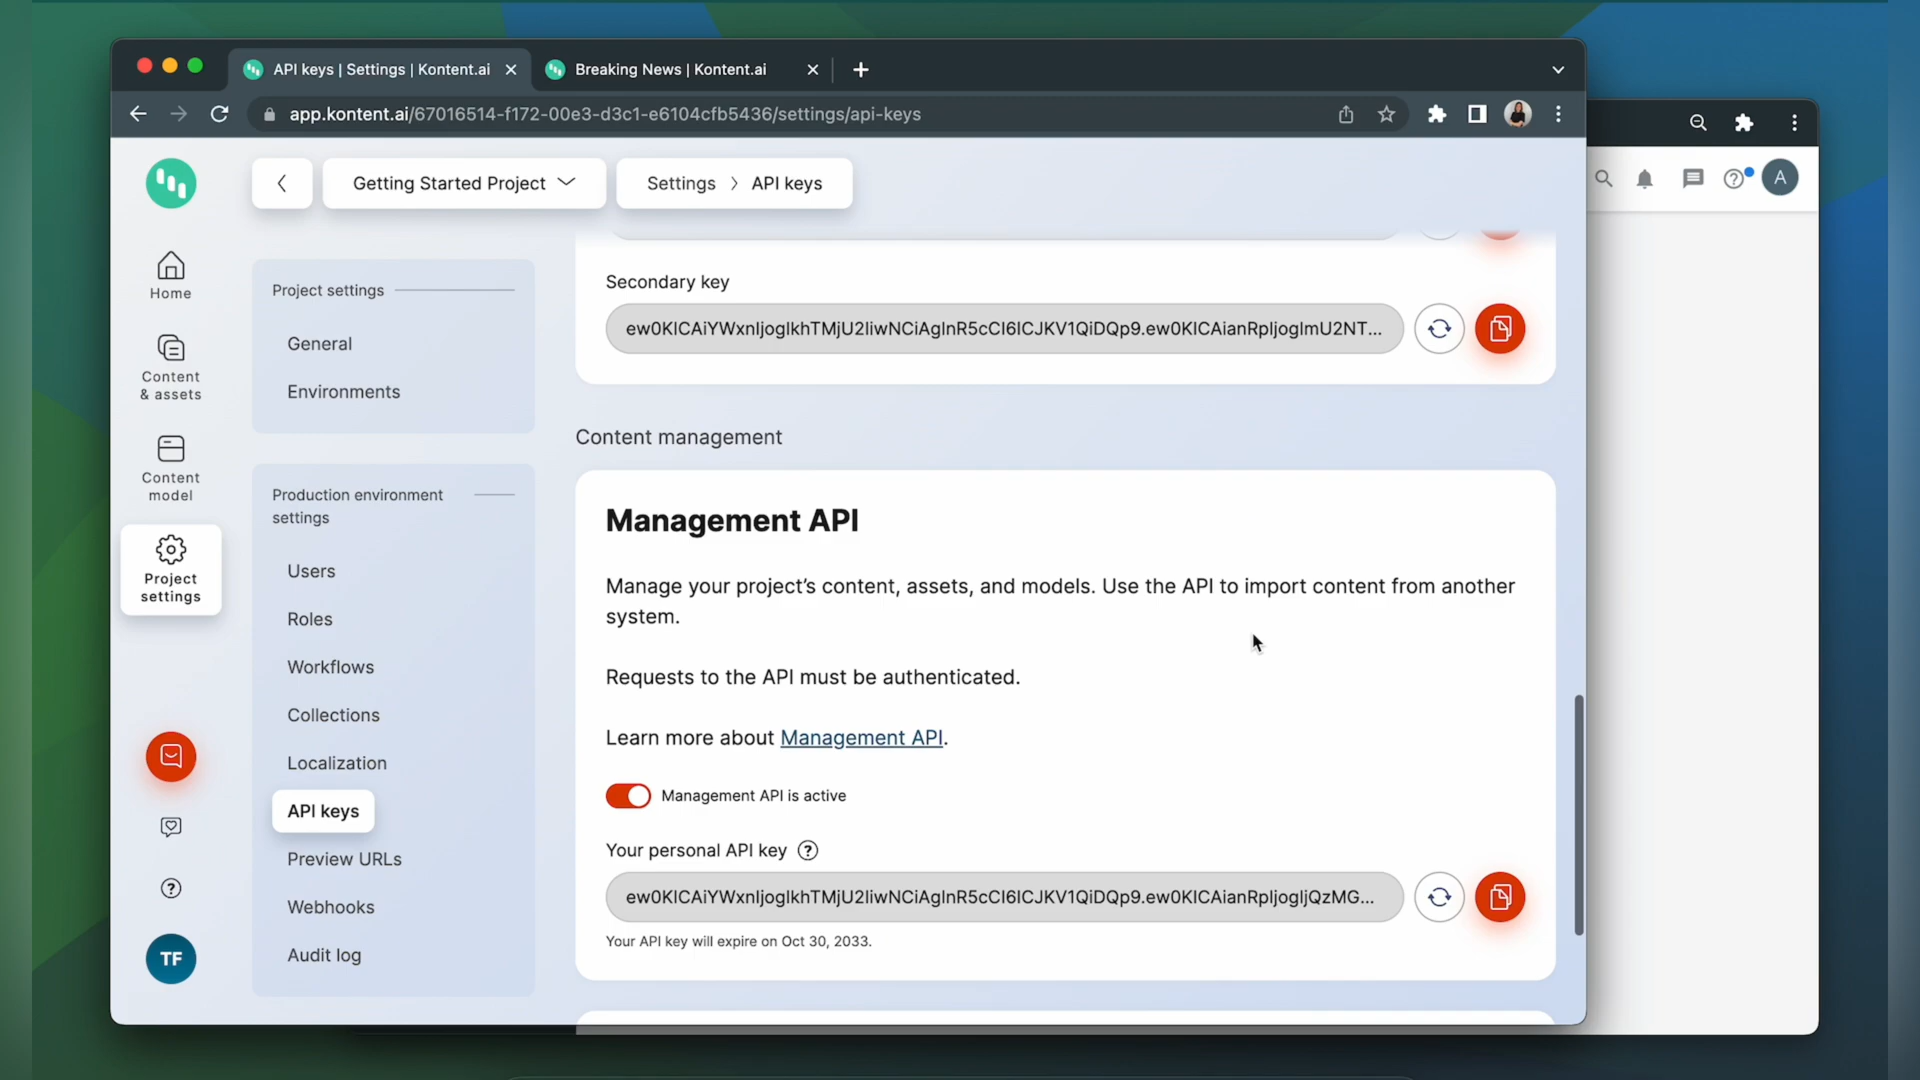 API keys | Settings | Kontent.ai
Breaking News | Kontent.ai
app.kontent.ai/67016514-f172-00e3-d3c1-e6104cfb5436/settings/api-keys
Getting Started Project
Settings > API keys
A
Home
Content
& assets
Content
model
Project
settings
TF
Project settings
General
Environments
Production environment
settings
Users
Roles
Workflows
Collections
Localization
API keys
Preview URLs
Webhooks
Audit log
Secondary key
ew0KICAiYWxnIjogIkhTMjU2IiwNCiAgInR5cCI6ICJKV1QiDQp9.ew0KICAianRpIjogImU2NT...
Content management
Management API
Manage your project’s content, assets, and models. Use the API to import content from another
system.
Requests to the API must be authenticated.
Learn more about Management API.
Management API is active
Your personal API key
ew0KICAiYWxnIjogIkhTMjU2IiwNCiAgInR5cCI6ICJKV1QiDQp9.ew0KICAianRpIjogIjQzMG...
Your API key will expire on Oct 30, 2033.